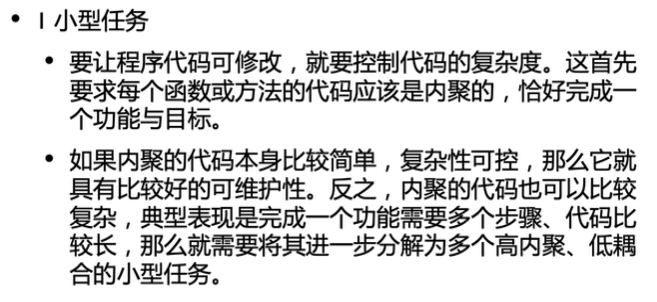 • l 小型任务
• 要让程序代码可修改，就要控制代码的复杂度。这首先
要求每个函数或方法的代码应该是内聚的，恰好完成一
个功能与目标。
• 如果内聚的代码本身比较简单，复杂性可控，那么它就
具有比较好的可维护性。反之，内聚的代码也可以比较
复杂，典型表现是完成一个功能需要多个步骤、代码比
较长，那么就需要将其进一步分解为多个高内聚、低耦
合的小型任务。